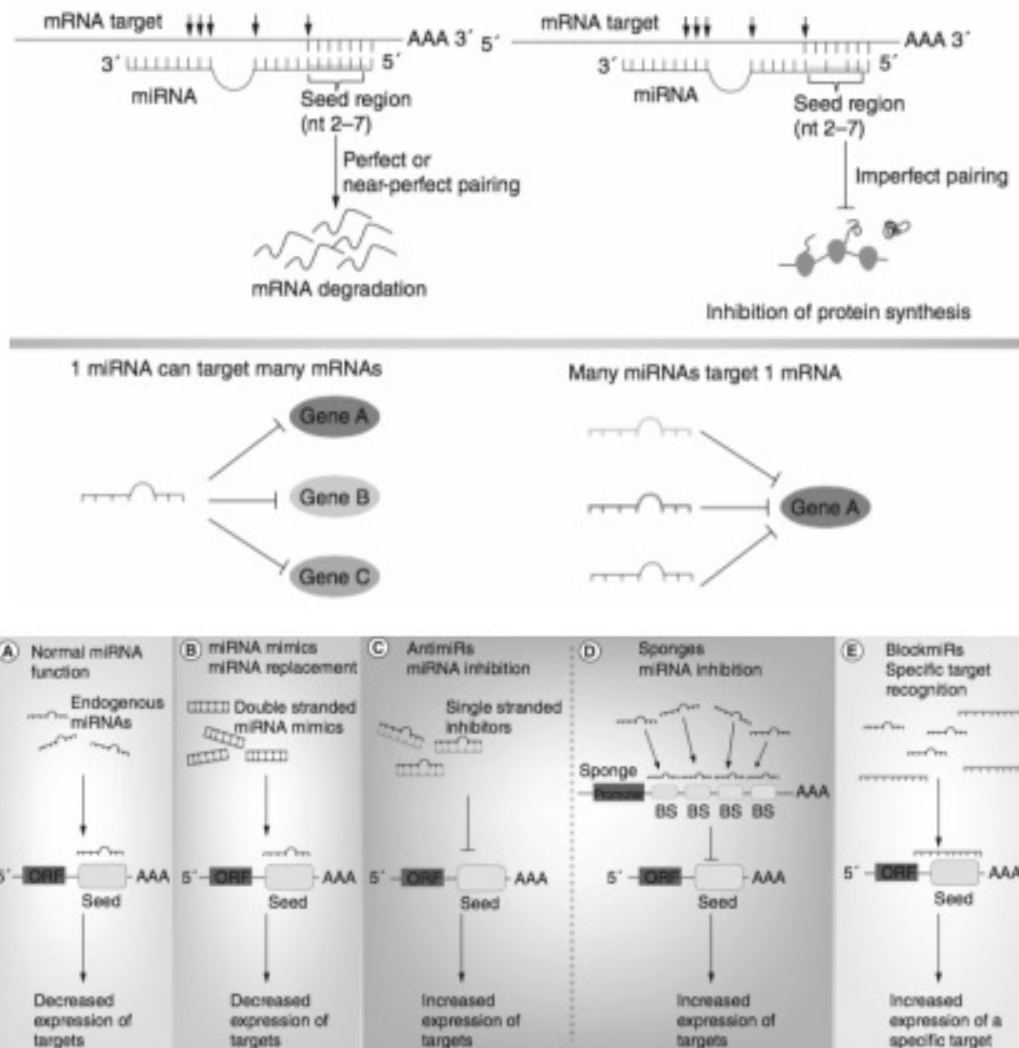 mRNA target
AAA 3´
3´
5´
miRNA
Seed region
(nt 2–7)
Perfect or
near-perfect pairing
mRNA degradation
5´
mRNA target
AAA 3´
3´
5´
miRNA
Seed region
(nt 2–7)
Imperfect pairing
Inhibition of protein synthesis
1 miRNA can target many mRNAs
Gene A
Gene B
Gene C
Many miRNAs target 1 mRNA
Gene A
A Normal miRNA
function
Endogenous
miRNAs
5´ ORF AAA
Seed
Decreased
expression of
targets
B miRNA mimics
miRNA replacement
Double stranded
miRNA mimics
5´ ORF AAA
Seed
Decreased
expression of
targets
C AntimiRs
miRNA inhibition
Single stranded
inhibitors
5´ ORF AAA
Seed
Increased
expression of
targets
D Sponges
miRNA inhibition
Sponge
Promoter AAA
BS BS BS BS
5´ ORF AAA
Seed
Increased
expression of
targets
E BlockmiRs
Specific target
recognition
5´ ORF AAA
Seed
Increased
expression of a
specific target